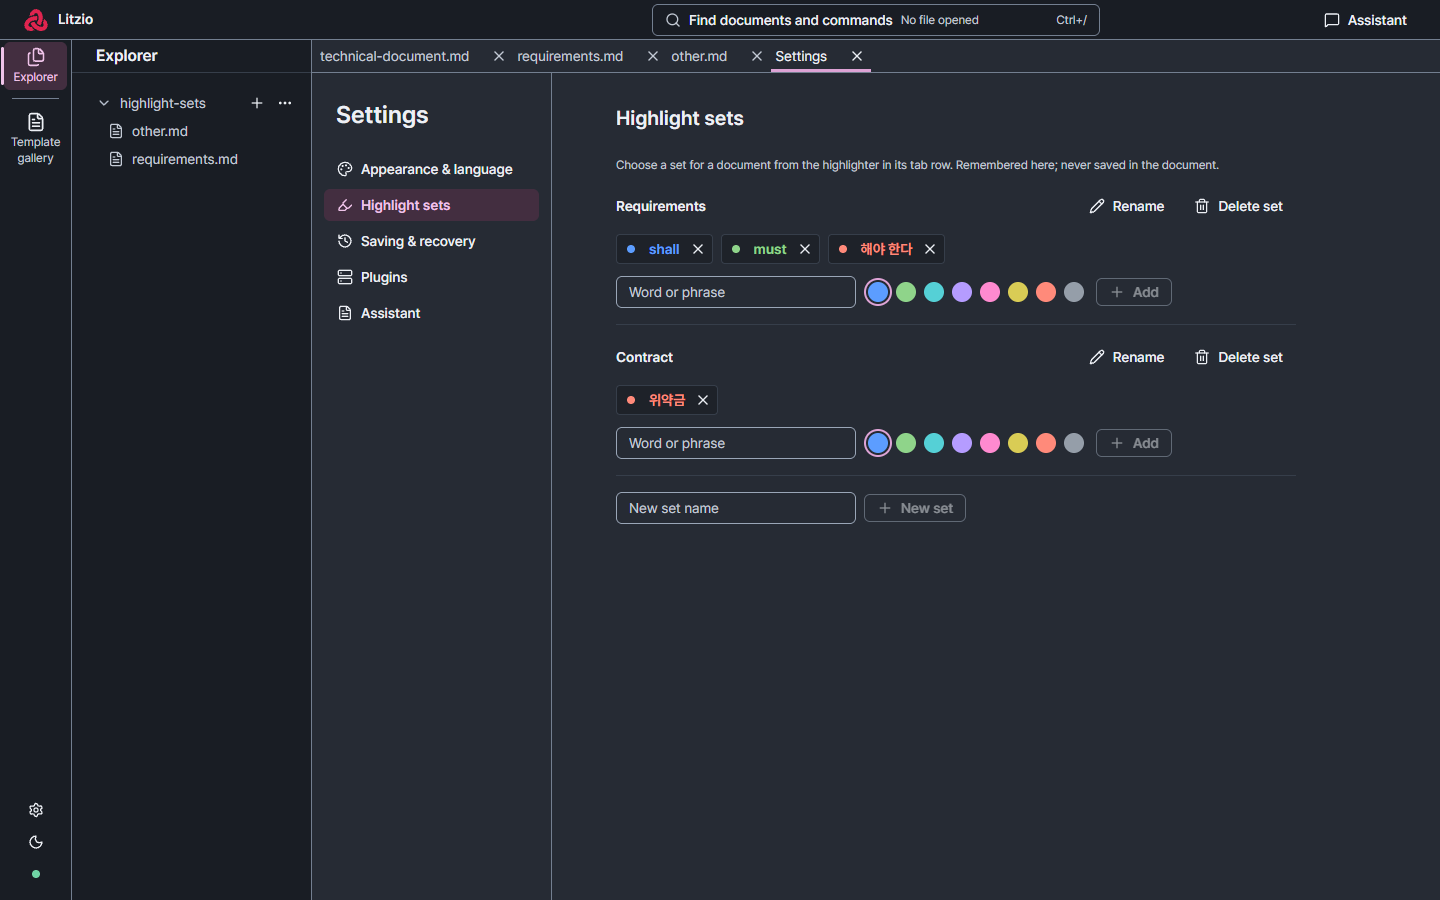 Litzio
Find documents and commands No file opened Ctrl+/
Assistant
Explorer
Template gallery
Explorer
highlight-sets
other.md
requirements.md
technical-document.md
requirements.md
other.md
Settings
Settings
Appearance & language
Highlight sets
Saving & recovery
Plugins
Assistant
Highlight sets
Choose a set for a document from the highlighter in its tab row. Remembered here; never saved in the document.
Requirements
Rename
Delete set
shall
must
해야 한다
Word or phrase
Add
Contract
Rename
Delete set
위약금
Word or phrase
Add
New set name
New set